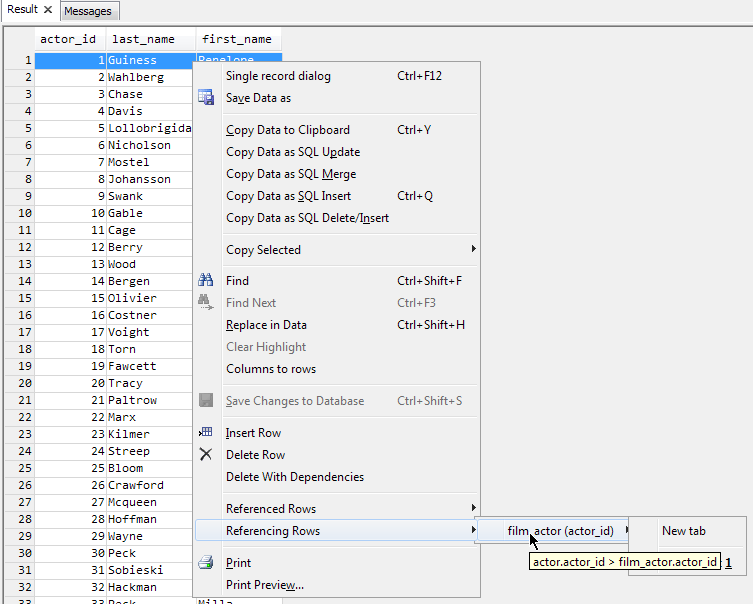 Result
Messages
actor_id last_name first_name
1 1 Guiness Penelope
2 2 Wahlberg
3 3 Chase
4 4 Davis
5 5 Lollobrigida
6 6 Nicholson
7 7 Mostel
8 8 Johansson
9 9 Swank
10 10 Gable
11 11 Cage
12 12 Berry
13 13 Wood
14 14 Bergen
15 15 Olivier
16 16 Costner
17 17 Voight
18 18 Torn
19 19 Fawcett
20 20 Tracy
21 21 Paltrow
22 22 Marx
23 23 Kilmer
24 24 Streep
25 25 Bloom
26 26 Crawford
27 27 Mcqueen
28 28 Hoffman
29 29 Wayne
30 30 Peck
31 31 Sobieski
32 32 Hackman
33 33 Peck Milla
Single record dialog Ctrl+F12
Save Data as
Copy Data to Clipboard Ctrl+Y
Copy Data as SQL Update
Copy Data as SQL Merge
Copy Data as SQL Insert Ctrl+Q
Copy Data as SQL Delete/Insert
Copy Selected
Find Ctrl+Shift+F
Find Next Ctrl+F3
Replace in Data Ctrl+Shift+H
Clear Highlight
Columns to rows
Save Changes to Database Ctrl+Shift+S
Insert Row
Delete Row
Delete With Dependencies
Referenced Rows
Referencing Rows
Print
Print Preview...
film_actor (actor_id)
New tab
actor.actor_id > film_actor.actor_id
1